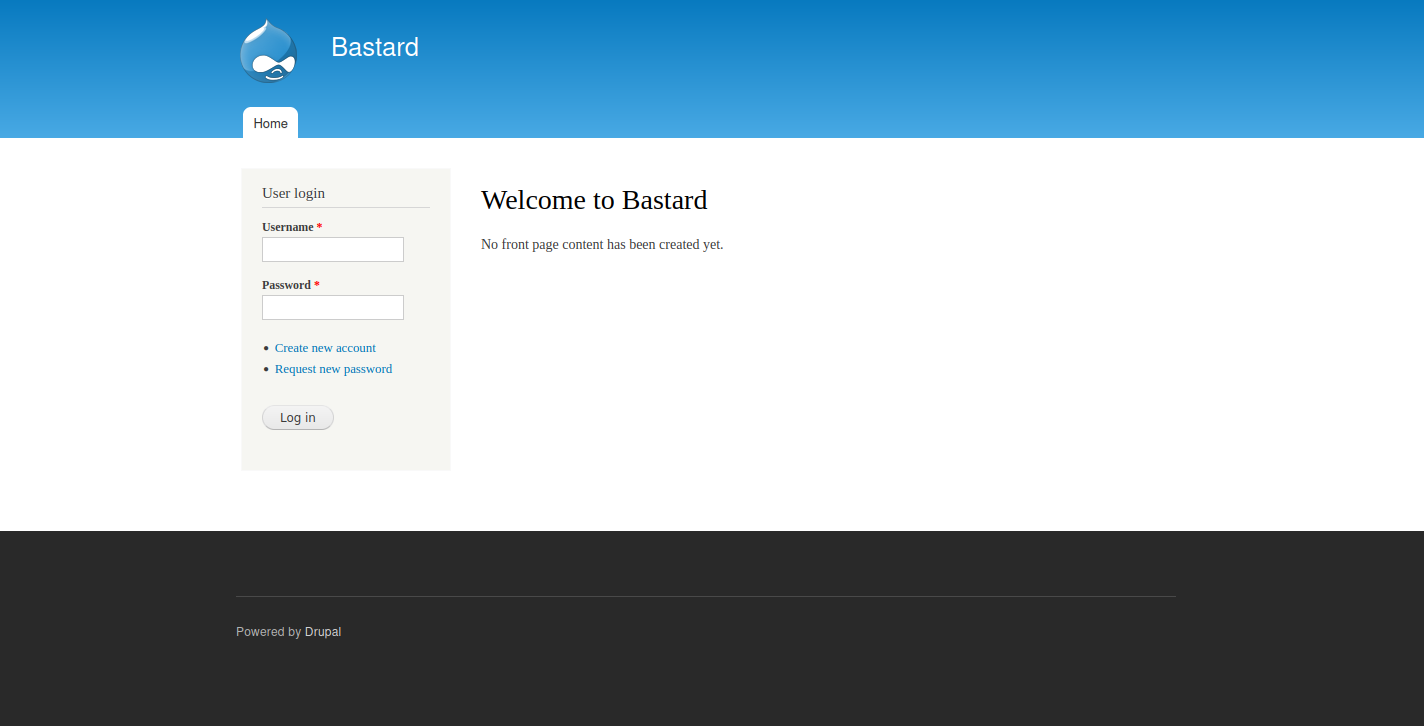 Bastard
Home
User login
Username *
Password *
Create new account
Request new password
Log in
Welcome to Bastard
No front page content has been created yet.
Powered by Drupal